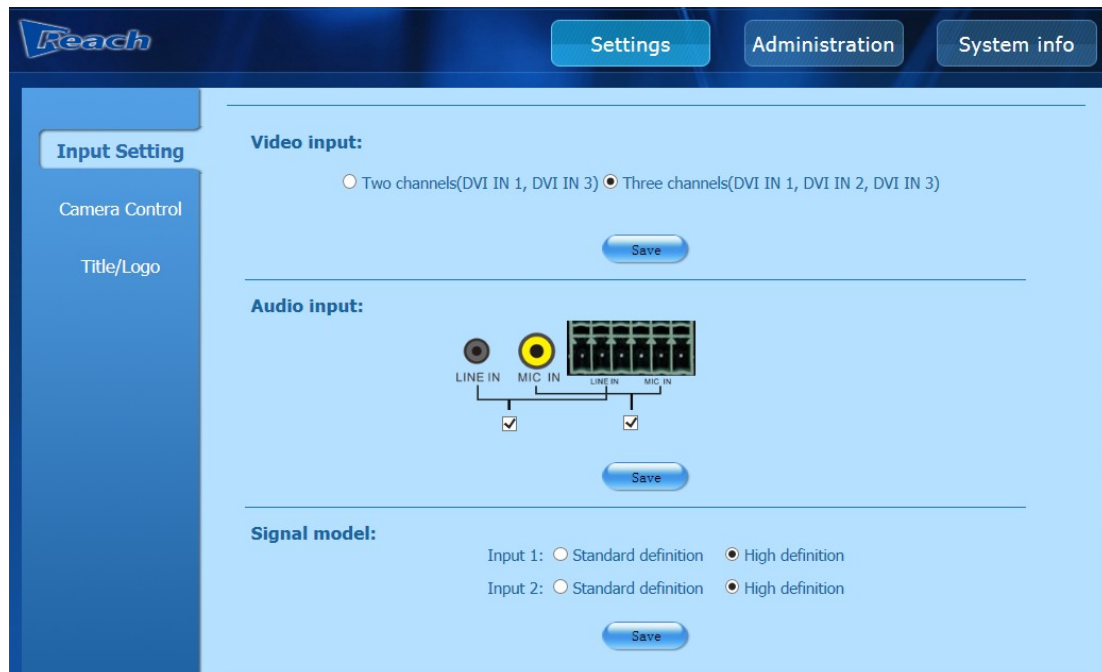 Reach
Settings
Administration
System info
Input Setting
Camera Control
Title/Logo
Video input:
Two channels(DVI IN 1, DVI IN 3) Three channels(DVI IN 1, DVI IN 2, DVI IN 3)
Save
Audio input:
LINE IN MIC IN LINE IN MIC IN
Save
Signal model:
Input 1: Standard definition High definition
Input 2: Standard definition High definition
Save